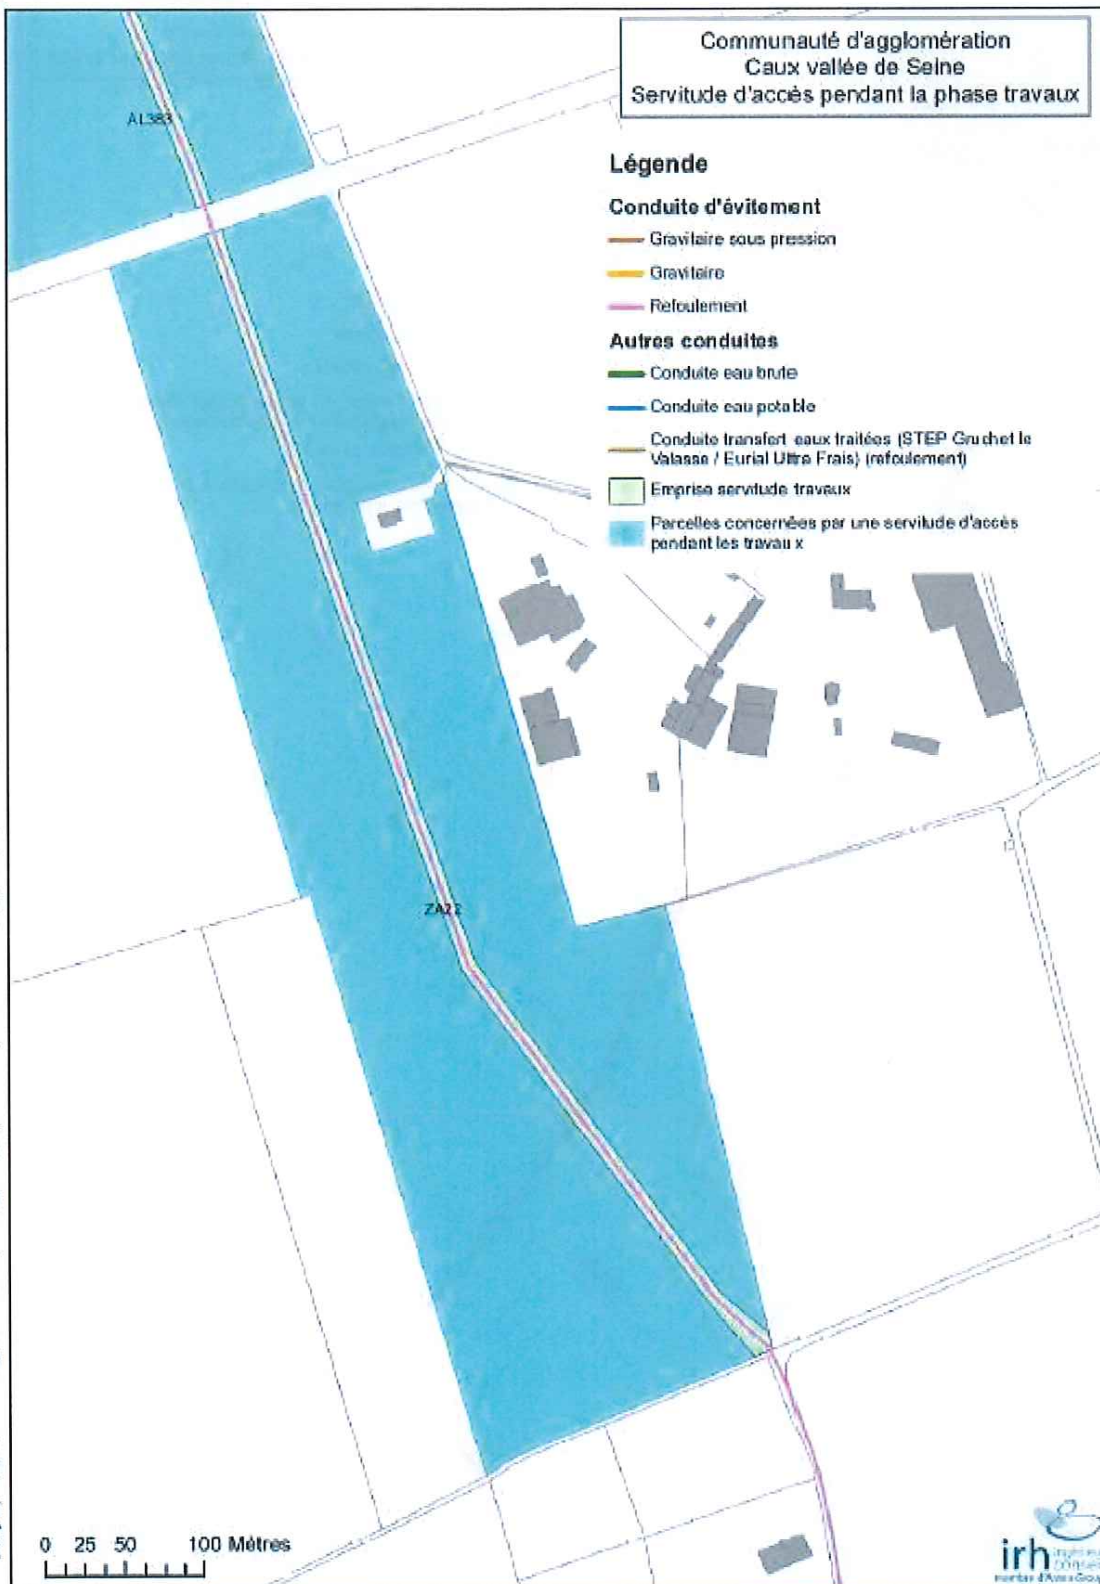 Communauté d'agglomération
Caux vallée de Seine
Servitude d'accès pendant la phase travaux
AL383
Légende
Conduite d'évitement
Gravitaire sous pression
Gravitaire
Refoulement
Autres conduites
Conduite eau brute
Conduite eau potable
Conduite transfert eaux traitées (STEP Gruchet le
Valasse / Eurial Ultra Frais) (refoulement)
Emprise servitude travaux
Parcelles concernées par une servitude d'accès
pendant les travaux
ZA22
0 25 50 100 Mètres
irh